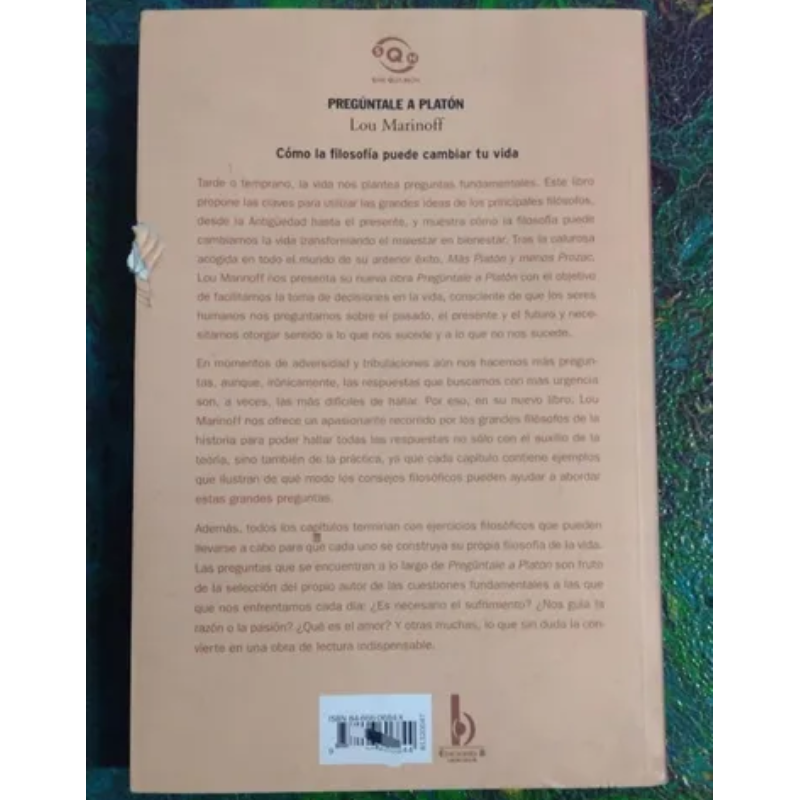 SQN
PREGÚNTALE A PLATÓN
Lou Marinoff
Cómo la filosofía puede cambiar tu vida
Tarde o temprano, la vida nos plantea preguntas fundamentales. Este libro
propone las claves para utilizar las grandes ideas de los principales filósofos,
desde la Antigüedad hasta el presente, y muestra cómo la filosofía puede
cambiarnos la vida transformando el malestar en bienestar. Tras la calurosa
acogida en todo el mundo de su anterior éxito, Más Platón y menos Prozac,
Lou Marinoff nos presenta su nueva obra Pregúntale a Platón con el objetivo
de facilitarnos la toma de decisiones en la vida, consciente de que los seres
humanos nos preguntamos sobre el pasado, el presente y el futuro y nece-
sitamos otorgar sentido a lo que nos sucede y a lo que no nos sucede.
En momentos de adversidad y tribulaciones aún nos hacemos más pregun-
tas, aunque, irónicamente, las respuestas que buscamos con más urgencia
son, a veces, las más difíciles de hallar. Por eso, en su nuevo libro, Lou
Marinoff nos ofrece un apasionante recorrido por los grandes filósofos de la
historia para poder hallar todas las respuestas no sólo con el auxilio de la
teoría, sino también de la práctica, ya que cada capítulo contiene ejemplos
que ilustran de qué modo los consejos filosóficos pueden ayudar a abordar
estas grandes preguntas.
Además, todos los capítulos terminan con ejercicios filosóficos que pueden
llevarse a cabo para que cada uno se construya su propia filosofía de la vida.
Las preguntas que se encuentran a lo largo de Pregúntale a Platón son fruto
de la selección del propio autor de las cuestiones fundamentales a las que
que nos enfrentamos cada día: ¿Es necesario el sufrimiento? ¿Nos guía la
razón o la pasión? ¿Qué es el amor? Y otras muchas, lo que sin duda la con-
vierte en una obra de lectura indispensable.
ISBN
b
EDICIONES B